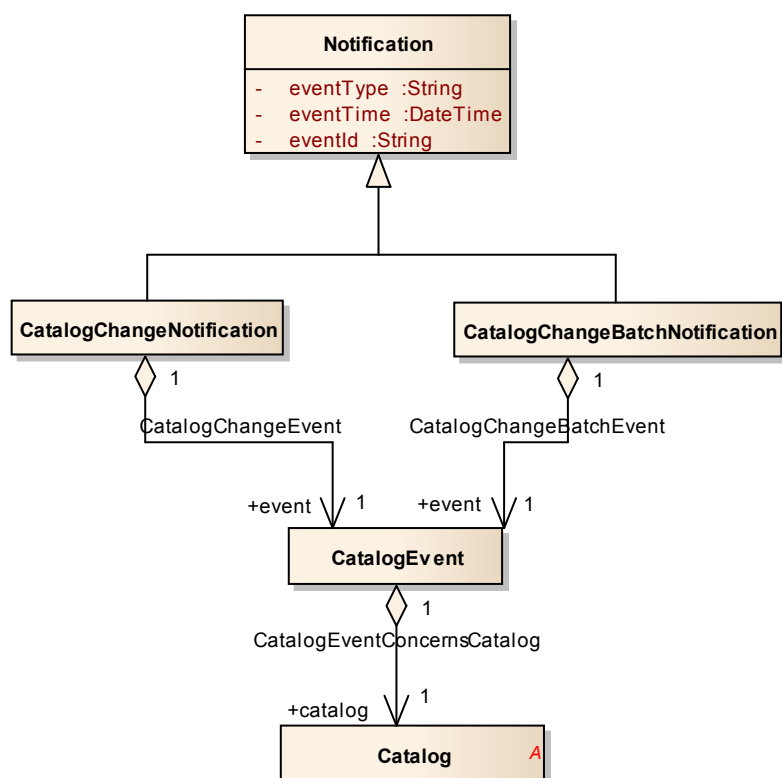 Notification
- eventType :String
- eventTime :DateTime
- eventId :String
CatalogChangeNotification
CatalogChangeBatchNotification
1
1
CatalogChangeEvent
CatalogChangeBatchEvent
+event
1
+event
1
CatalogEvent
1
CatalogEventConcernsCatalog
+catalog
1
Catalog
A